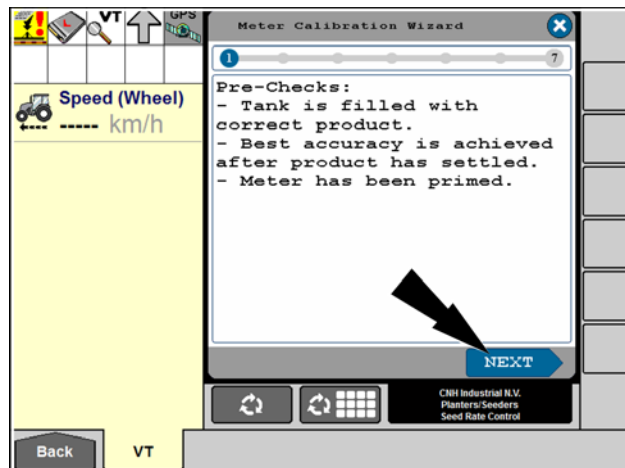 VT
GPS
Meter Calibration Wizard
1
7
Speed (Wheel)
----- km/h
Pre-Checks:
- Tank is filled with
correct product.
- Best accuracy is achieved
after product has settled.
- Meter has been primed.
NEXT
CNH Industrial N.V.
Planters/Seeders
Seed Rate Control
Back
VT